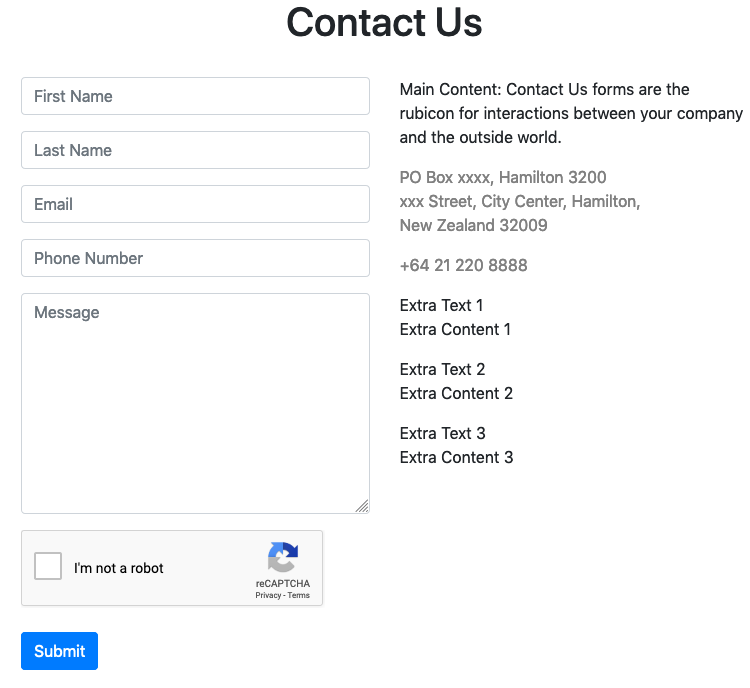 Contact Us
First Name
Last Name
Email
Phone Number
Message
I'm not a robot
reCAPTCHA
Privacy - Terms
Submit
Main Content: Contact Us forms are the
rubicon for interactions between your company
and the outside world.
PO Box xxxx, Hamilton 3200
xxx Street, City Center, Hamilton,
New Zealand 32009
+64 21 220 8888
Extra Text 1
Extra Content 1
Extra Text 2
Extra Content 2
Extra Text 3
Extra Content 3